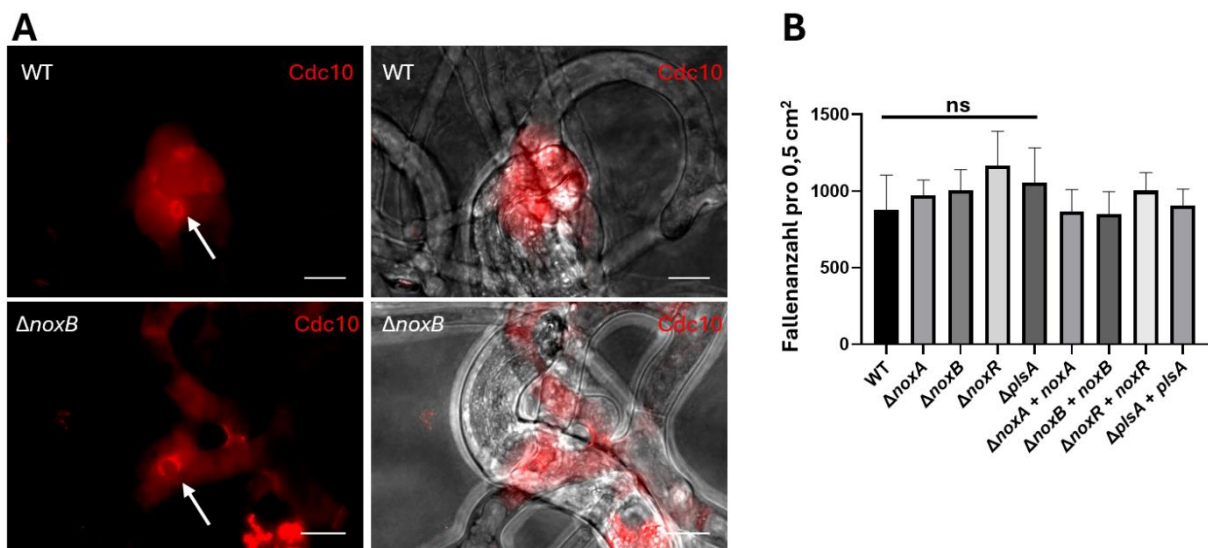 A
WT
Cdc10
WT
Cdc10
ΔnoxB
Cdc10
ΔnoxB
Cdc10
B
ns
Fallenanzahl pro 0,5 cm²
1500
1000
500
0
WT
ΔnoxA
ΔnoxB
ΔnoxR
ΔplsA
ΔnoxA + noxA
ΔnoxB + noxB
ΔnoxR + noxR
ΔplsA + plsA